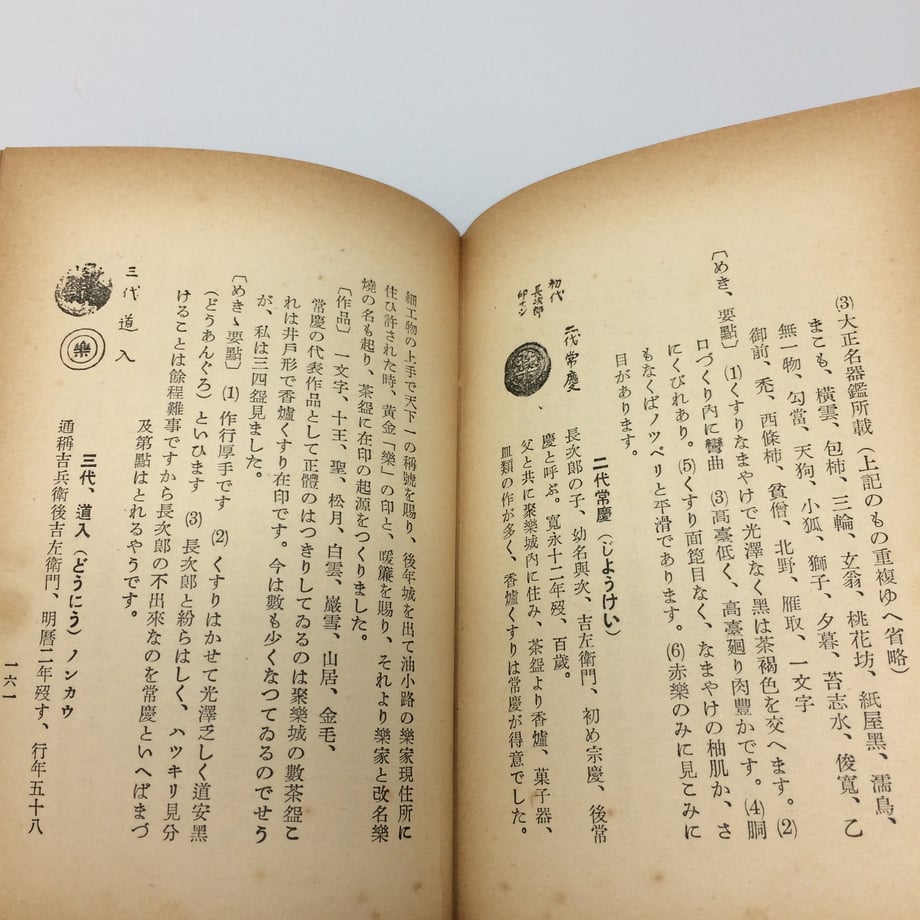 (3)大正名器鑑所載（上記のもの重複ゆへ省略）
まこも、横雲、包柿、三輪、玄翁、桃花坊、紙屋黑、濡烏、
無一物、勾當、天狗、小狐、獅子、夕暮、苔志水、俊寬、乙
御前、禿、西條柿、貧僧、北野、雁取、一文字
〔めき、要點〕(1)くすりなまやけで光澤なく黑は茶褐色を交へます。(2)
口づくり內に彎曲 (3)高臺低く、高臺廻り肉豊かです。(4)胴
にくびれあり。(5)くすり面箆目なく、なまやけの柚肌か、さ
もなくばノツペリと平滑であります。(6)赤樂のみに見こみに
目があります。
初代
長次郎
印ナシ
二代常慶
二代常慶（じようけい）
長次郎の子、幼名與次、吉左衛門、初め宗慶、後常
慶と呼ぶ。寬永十二年歿、百歲。
父と共に聚樂城內に住み、茶盌より香爐、菓子器、
皿類の作が多く、香爐くすりは常慶が得意でした。
細工物の上手で天下一の稱號を賜り、後年城を出て油小路の樂家現住所に
住ひ許された時、黃金「樂」の印と、暖簾を賜り、それより樂家と改名樂
燒の名も起り、茶盌に在印の起源をつくりました。
〔作品〕 一文字、十王、聖、松月、白雲、巖雪、山居、金毛、
常慶の代表作品として正體のはつきりしてゐるのは聚樂城の數茶盌こ
れは井戶形で香爐くすり在印です。今は數も少くなつてゐるのでせう
が、私は三四盌見ました。
〔めきゝ要點〕 (1) 作行厚手です (2) くすりはかせて光澤乏しく道安黑
（どうあんぐろ）といひます (3) 長次郎と紛らはしく、ハツキリ見分
けることは餘程難事ですから長次郎の不出來なのを常慶といへばまづ
及第點はとれるやうです。
三代道入
樂
三代、道入（どうにう）ノンカウ
通稱吉兵衛後吉左衛門、明曆二年歿す、行年五十八
一六一